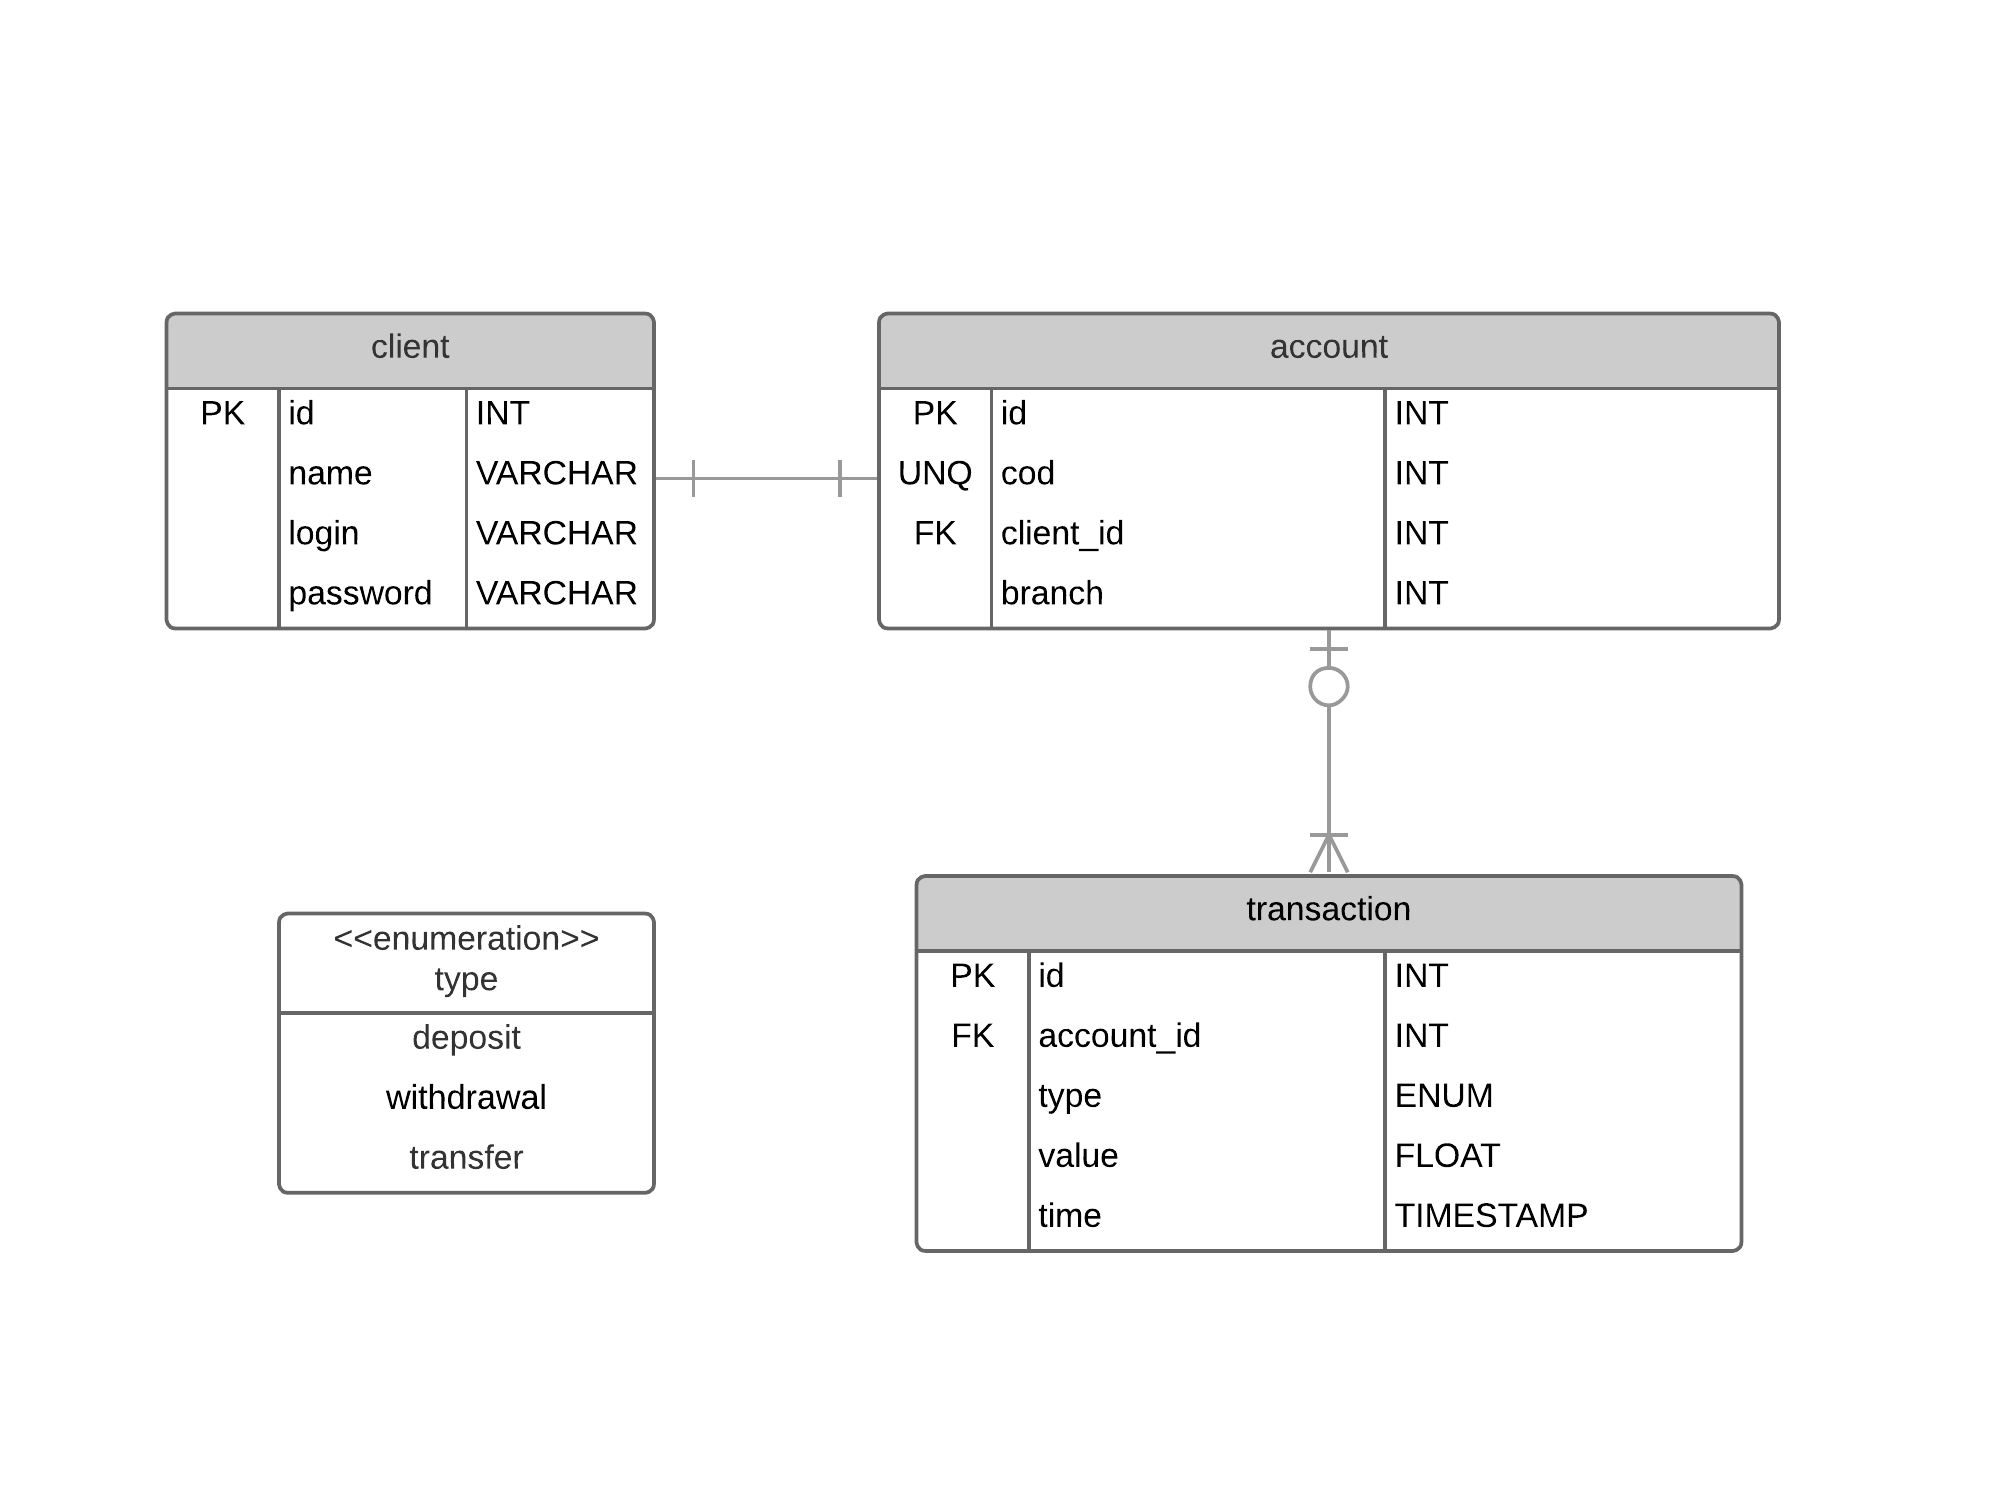 client
PK id INT
name VARCHAR
login VARCHAR
password VARCHAR
account
PK id INT
UNQ cod INT
FK client_id INT
branch INT
<<enumeration>>
type
deposit
withdrawal
transfer
transaction
PK id INT
FK account_id INT
type ENUM
value FLOAT
time TIMESTAMP